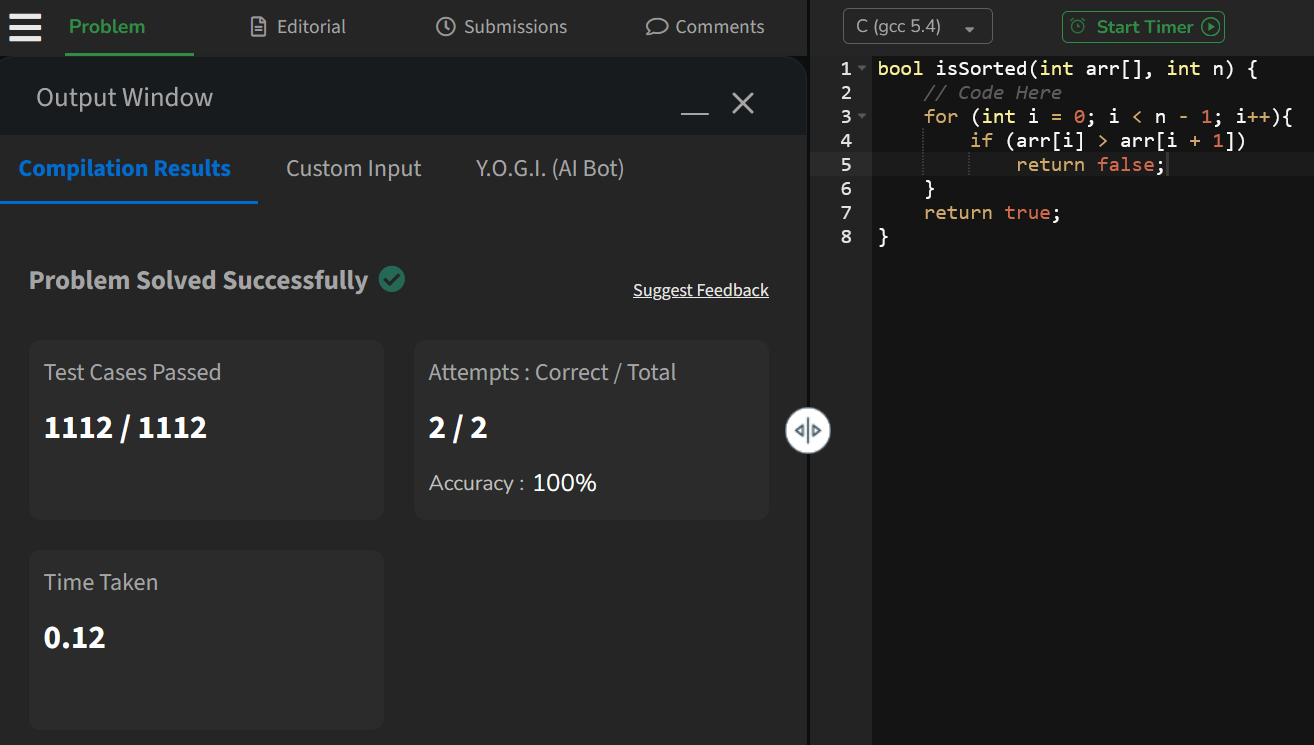 Problem
Editorial
Submissions
Comments
Output Window
Compilation Results
Custom Input
Y.O.G.I. (AI Bot)
Problem Solved Successfully
Suggest Feedback
Test Cases Passed
1112 / 1112
Attempts : Correct / Total
2 / 2
Accuracy : 100%
Time Taken
0.12
C (gcc 5.4)
Start Timer
1 bool isSorted(int arr[], int n) {
2     // Code Here
3     for (int i = 0; i < n - 1; i++){
4         if (arr[i] > arr[i + 1])
5             return false;
6     }
7     return true;
8 }